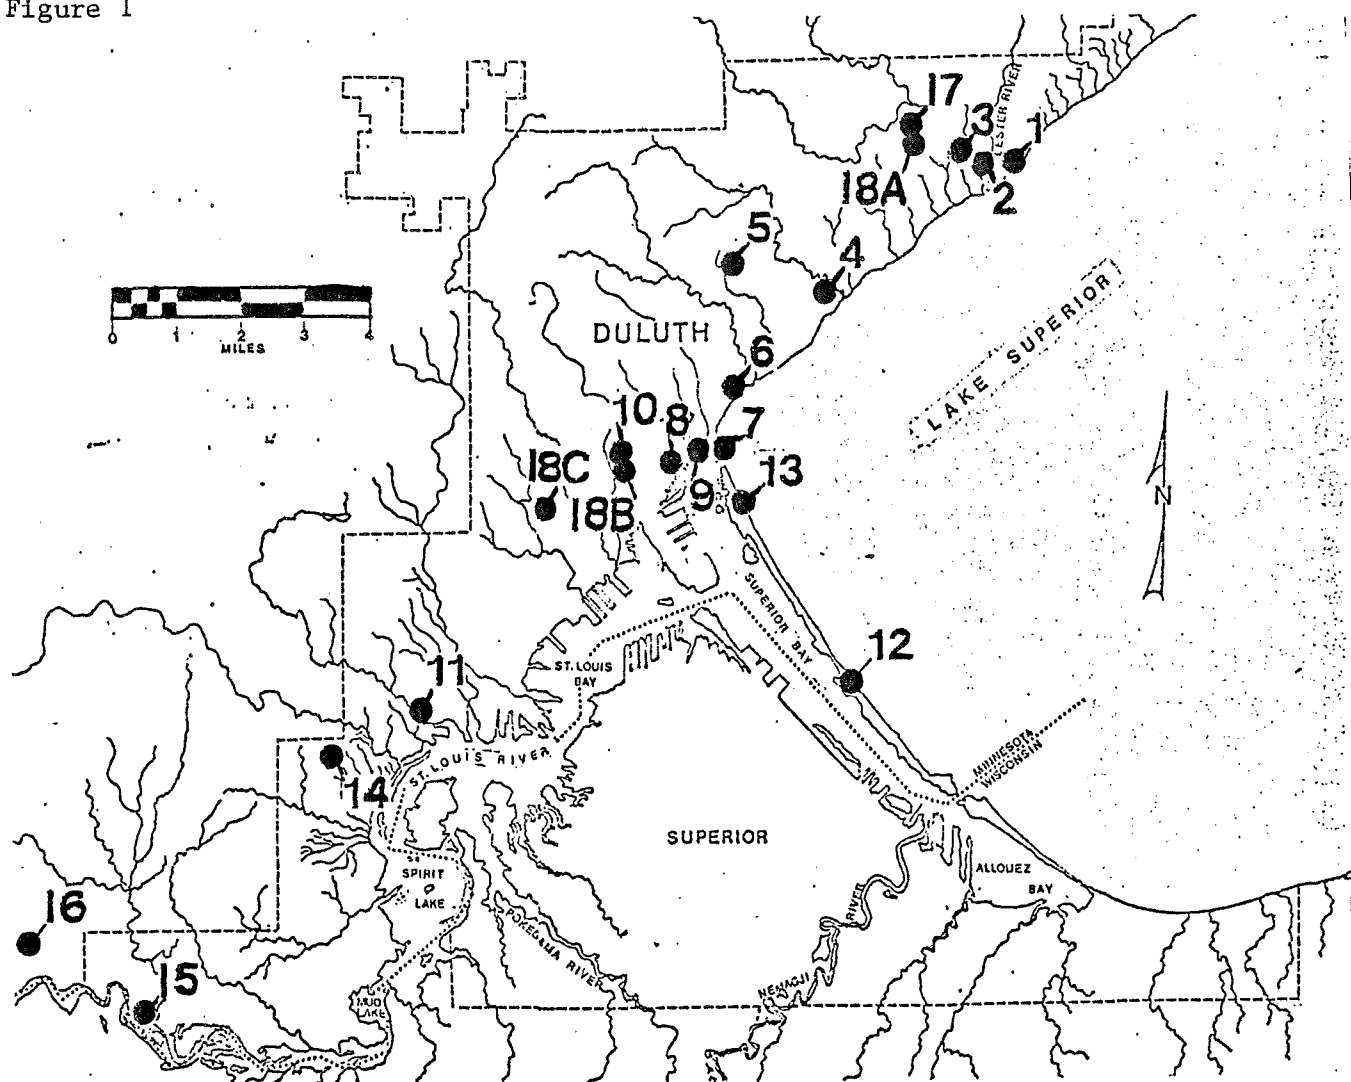 Figure 1
17
3
LESTER RIVER
1
18A
2
5
4
LAKE SUPERIOR
0 1 2 3 4
MILES
DULUTH
6
10
8
7
18C
18B
9
13
N
SUPERIOR BAY
12
ST. LOUIS
BAY
11
MINNESOTA
WISCONSIN
ST. LOUIS RIVER
14
SUPERIOR
ALLOUEZ
BAY
SPIRIT
LAKE
RIVER
NEMADJI
POKEGAMA RIVER
16
15
MUD
LAKE